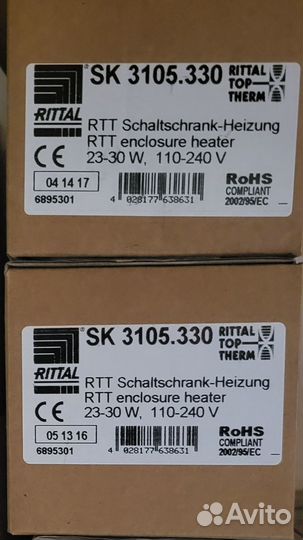 SK 3105.330
RITTAL
TOP
THERM
RITTAL
RTT Schaltschrank-Heizung
RTT enclosure heater
23-30 W, 110-240 V
CE
04 14 17
6895301
4 028177 638631
RoHS
COMPLIANT
2002/95/EC
SK 3105.330
RITTAL
TOP
THERM
RITTAL
RTT Schaltschrank-Heizung
RTT enclosure heater
23-30 W, 110-240 V
CE
05 13 16
6895301
4 028177 638631
RoHS
COMPLIANT
2002/95/EC
Avito